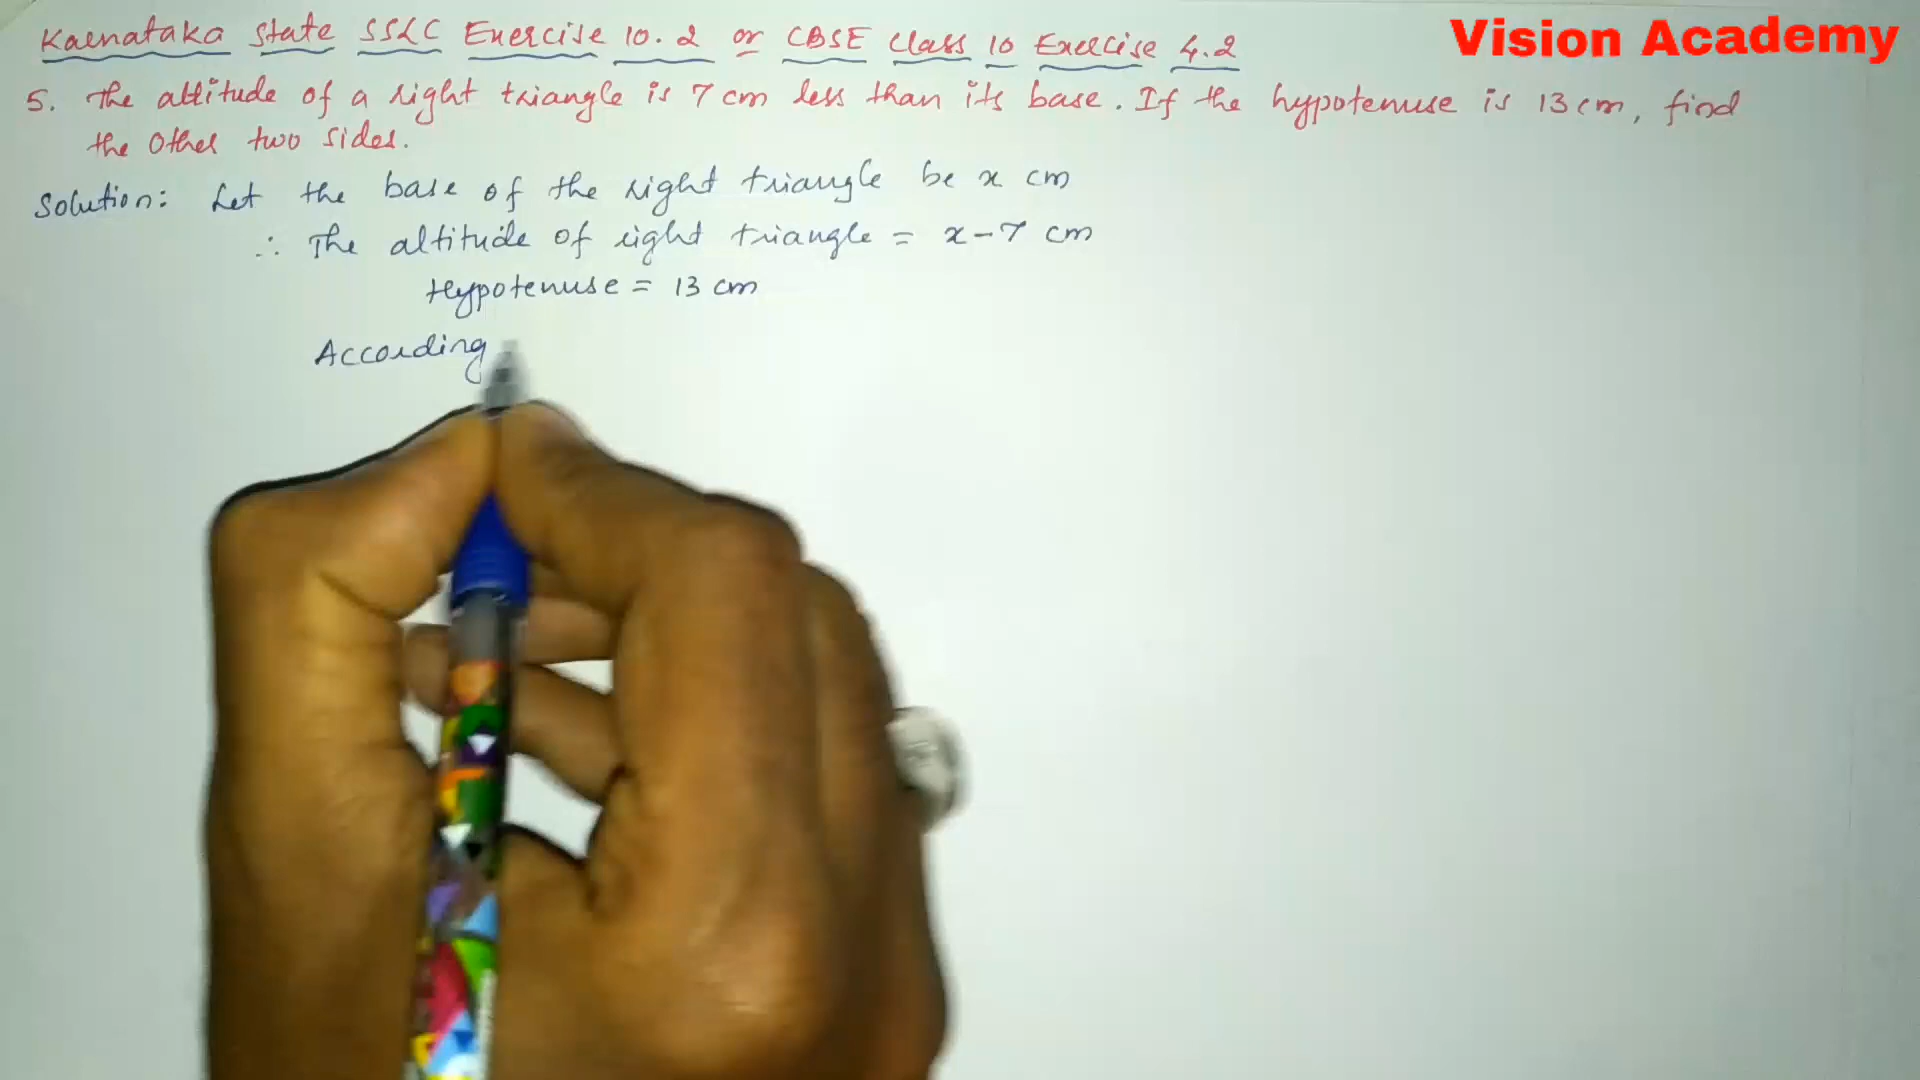 Karnataka State SSLC Exercise 10.2 or CBSE Class 10 Exercise 4.2
Vision Academy
5. The altitude of a right triangle is 7 cm less than its base. If the hypotenuse is 13 cm, find
the other two sides.
Solution: Let the base of the right triangle be x cm
∴ The altitude of right triangle = x - 7 cm
Hypotenuse = 13 cm
According